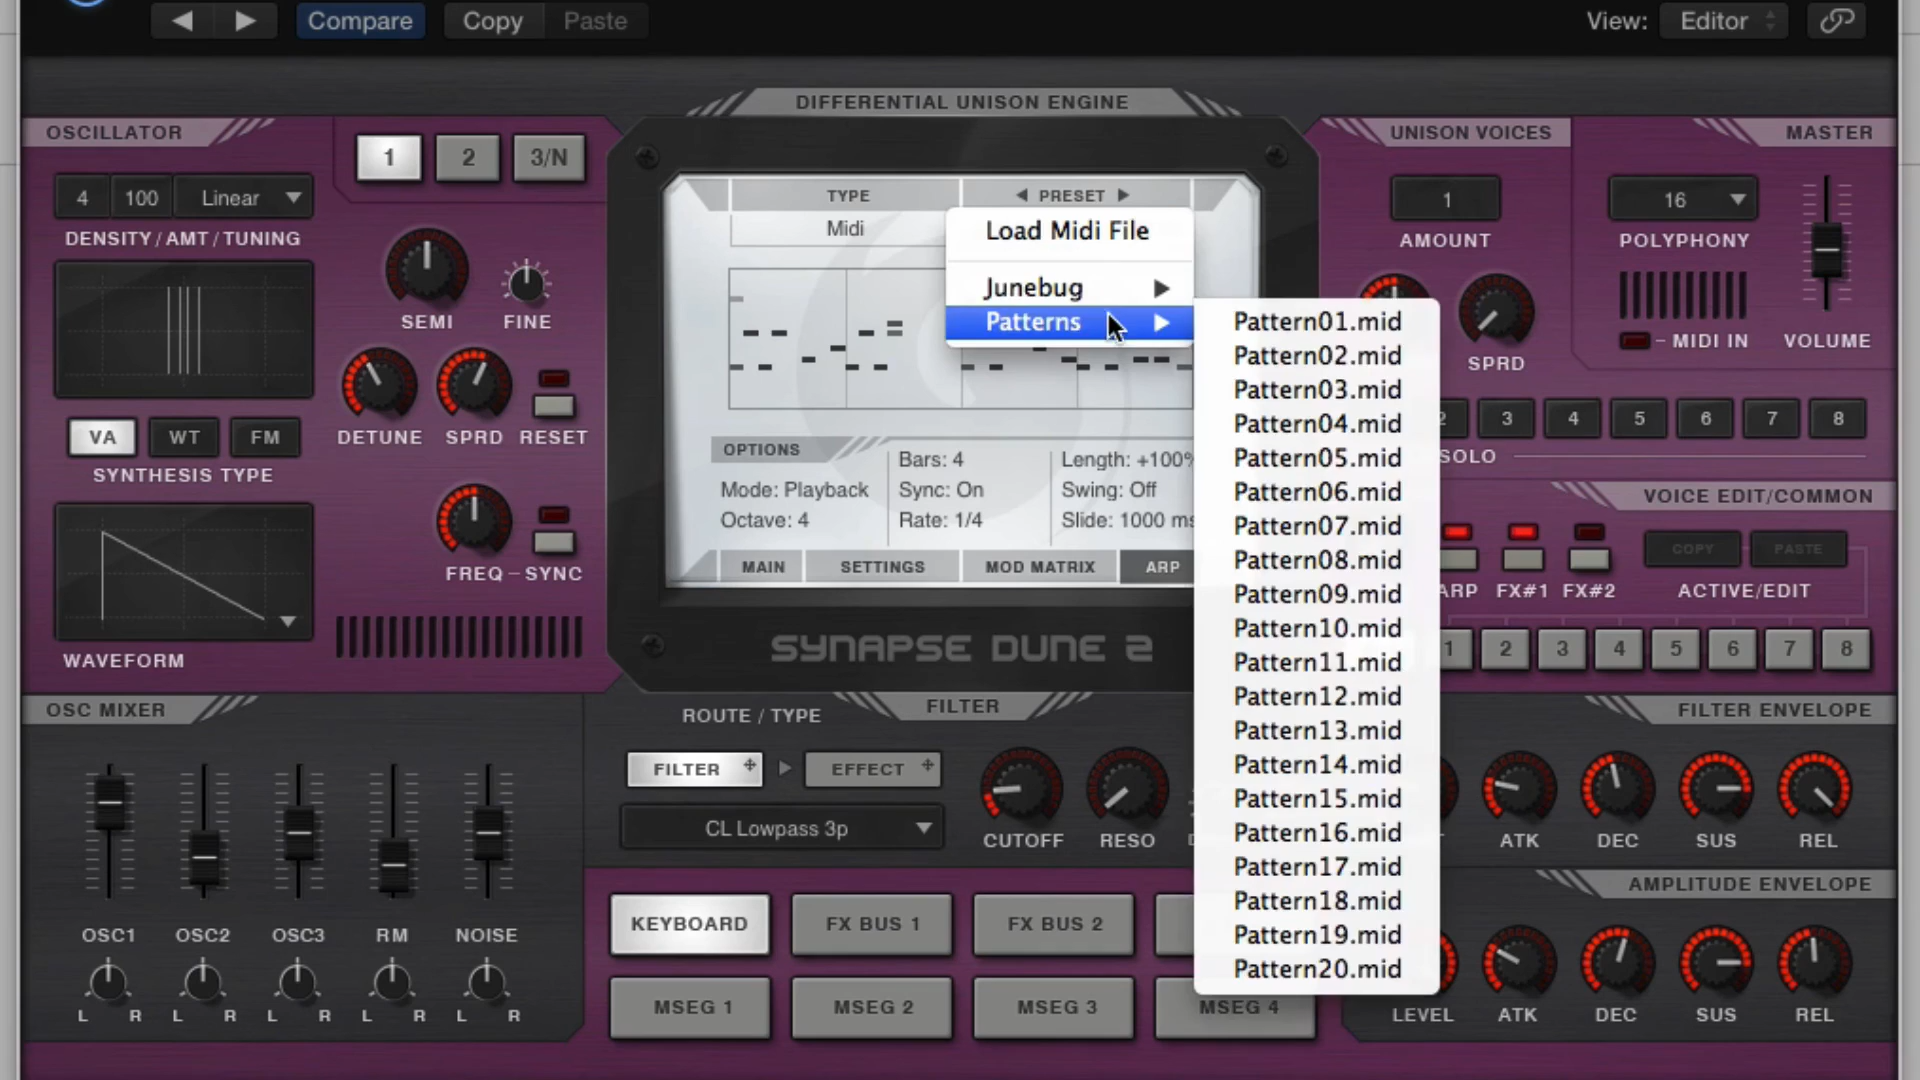 Compare Copy Paste View: Editor
DIFFERENTIAL UNISON ENGINE
OSCILLATOR
1 2 3/N
4 100 Linear
DENSITY / AMT / TUNING
SEMI FINE
DETUNE SPRD RESET
VA WT FM
SYNTHESIS TYPE
FREQ – SYNC
WAVEFORM
TYPE PRESET
Midi
Load Midi File
Junebug
Patterns
Pattern01.mid
Pattern02.mid
Pattern03.mid
Pattern04.mid
Pattern05.mid
Pattern06.mid
Pattern07.mid
Pattern08.mid
Pattern09.mid
Pattern10.mid
Pattern11.mid
Pattern12.mid
Pattern13.mid
Pattern14.mid
Pattern15.mid
Pattern16.mid
Pattern17.mid
Pattern18.mid
Pattern19.mid
Pattern20.mid
OPTIONS
Mode: Playback
Octave: 4
Bars: 4
Sync: On
Rate: 1/4
Length: +100%
Swing: Off
Slide: 1000 ms
MAIN SETTINGS MOD MATRIX ARP
SYNAPSE DUNE 2
UNISON VOICES
1
AMOUNT
SPRD
MASTER
16
POLYPHONY
MIDI IN VOLUME
2 3 4 5 6 7 8
SOLO
VOICE EDIT/COMMON
COPY PASTE
ARP FX#1 FX#2 ACTIVE/EDIT
1 2 3 4 5 6 7 8
OSC MIXER
OSC1 OSC2 OSC3 RM NOISE
L R L R L R L R L R
ROUTE / TYPE
FILTER
FILTER EFFECT
CL Lowpass 3p
CUTOFF RESO
KEYBOARD FX BUS 1 FX BUS 2
MSEG 1 MSEG 2 MSEG 3 MSEG 4
FILTER ENVELOPE
ATK DEC SUS REL
AMPLITUDE ENVELOPE
LEVEL ATK DEC SUS REL